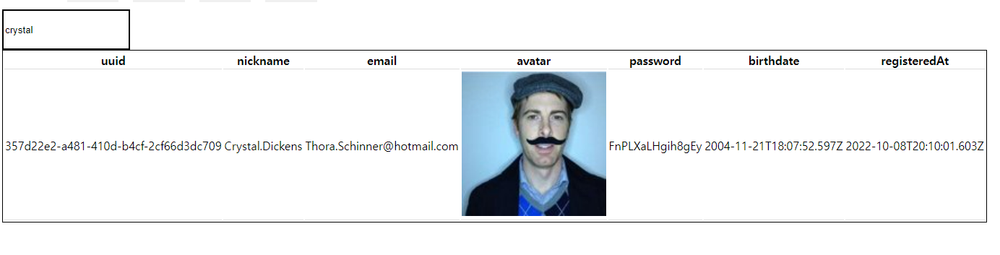 crystal
uuid nickname email avatar password birthdate registeredAt
357d22e2-a481-410d-b4cf-2cf66d3dc709 Crystal.Dickens Thora.Schinner@hotmail.com FnPLXaLHgih8gEy 2004-11-21T18:07:52.597Z 2022-10-08T20:10:01.603Z